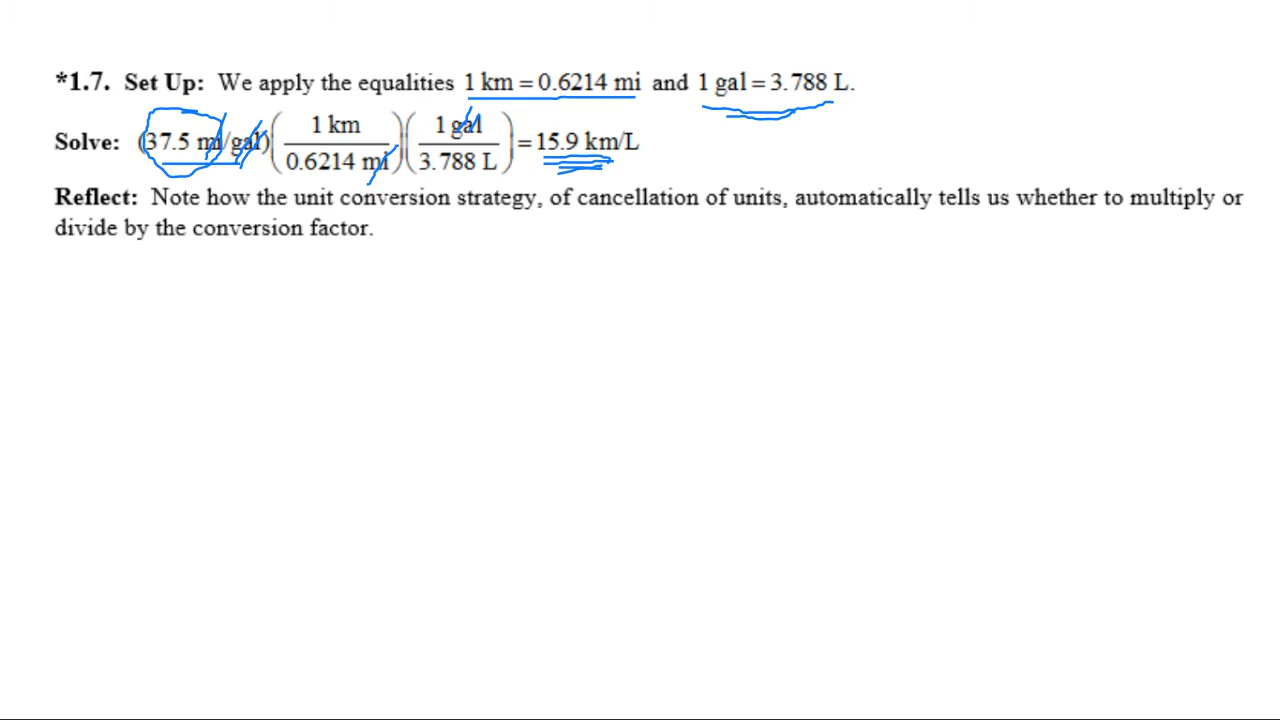 *1.7. Set Up: We apply the equalities 1 km = 0.6214 mi and 1 gal = 3.788 L.
Solve: (37.5 mi/gal)(1 km / 0.6214 mi)(1 gal / 3.788 L) = 15.9 km/L
Reflect: Note how the unit conversion strategy, of cancellation of units, automatically tells us whether to multiply or
divide by the conversion factor.